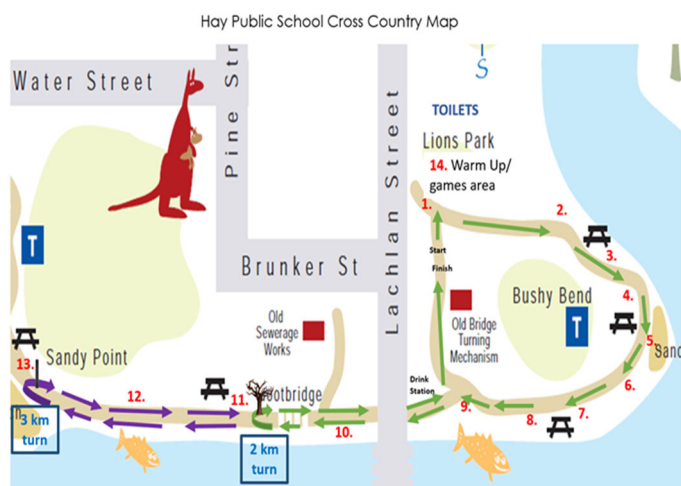 Hay Public School Cross Country Map
Water Street
Pine Str
Lachlan Street
S
TOILETS
Lions Park
14. Warm Up/
games area
1.
2.
3.
4.
5.
6.
7.
8.
9.
Start
Finish
T
Brunker St
Bushy Bend
T
Old
Sewerage
Works
Old Bridge
Turning
Mechanism
Sand
Sandy Point
13.
12.
11.
ootbridge
10.
Drink
Station
3 km
turn
2 km
turn